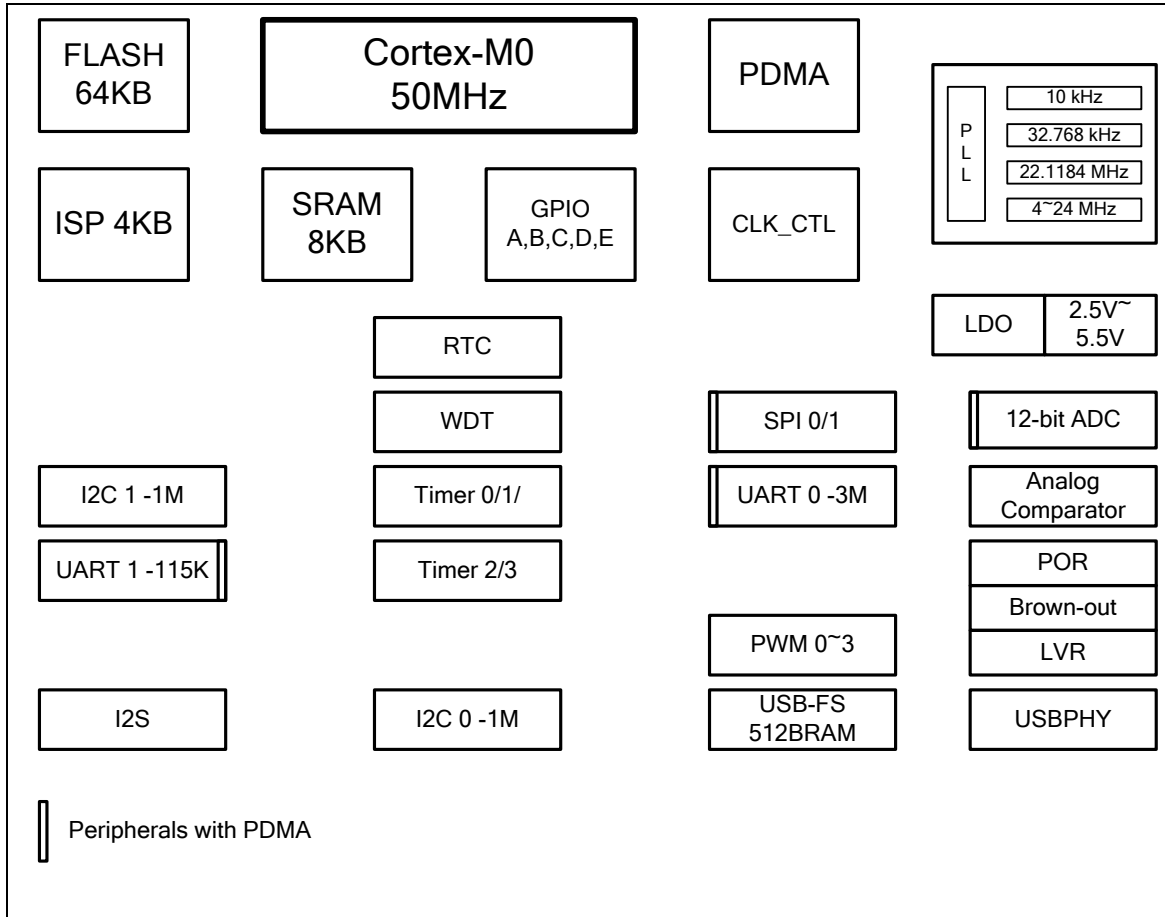 FLASH
64KB
Cortex-M0
50MHz
PDMA
P
L
L
10 kHz
32.768 kHz
22.1184 MHz
4~24 MHz
ISP 4KB
SRAM
8KB
GPIO
A,B,C,D,E
CLK_CTL
LDO
2.5V~
5.5V
RTC
WDT
SPI 0/1
12-bit ADC
I2C 1 -1M
Timer 0/1/
UART 0 -3M
Analog
Comparator
UART 1 -115K
Timer 2/3
POR
Brown-out
PWM 0~3
LVR
I2S
I2C 0 -1M
USB-FS
512BRAM
USBPHY
Peripherals with PDMA